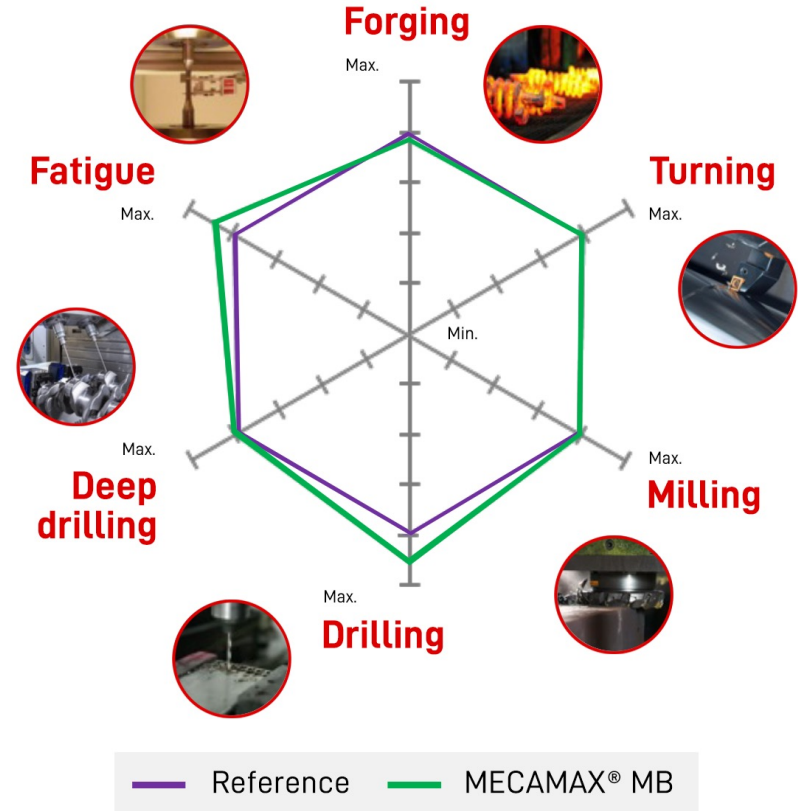 Forging
Max.
Fatigue
Max.
Turning
Max.
Min.
Max.
Deep
drilling
Max.
Milling
Max.
Drilling
Reference
MECAMAX® MB